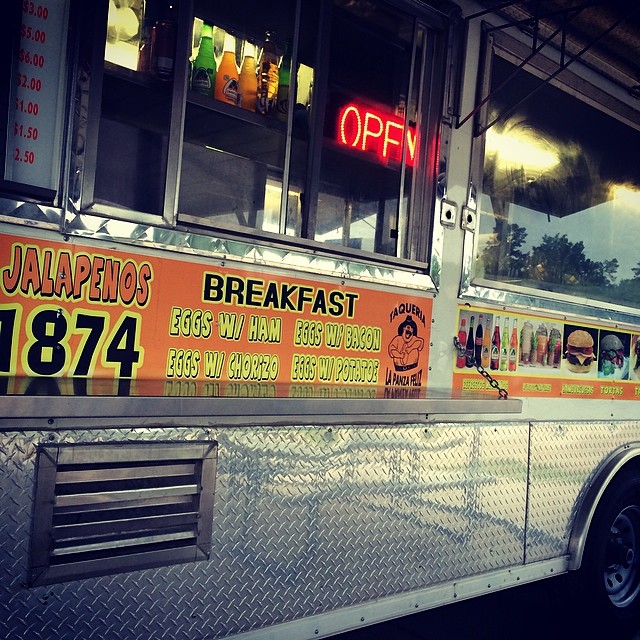 $3.00
$5.00
$6.00
$2.00
$1.00
$1.50
2.50
OPEN
JALAPENOS
1874
BREAKFAST
EGGS W/ HAM
EGGS W/ BACON
EGGS W/ CHORIZO
EGGS W/ POTATOE
TAQUERIA
LA PANZA FELIZ
HAMBURGUESAS
TORTAS